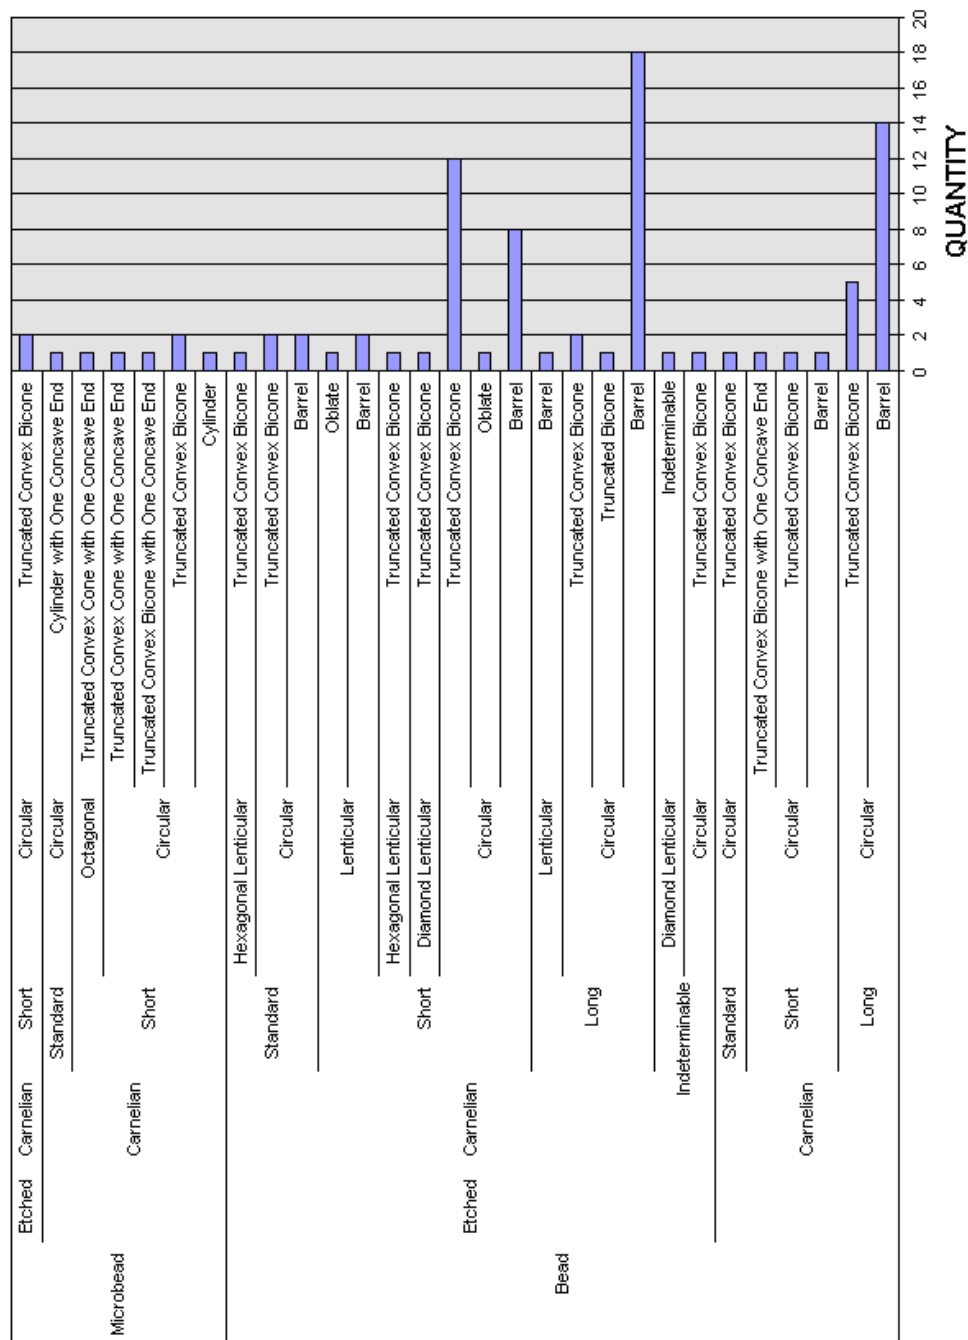 20
18
16
14
12
10
8
6
4
2
0
QUANTITY
Truncated Convex Bicone
Cylinder with One Concave End
Truncated Convex Cone with One Concave End
Truncated Convex Cone with One Concave End
Truncated Convex Bicone with One Concave End
Truncated Convex Bicone
Cylinder
Truncated Convex Bicone
Truncated Convex Bicone
Barrel
Oblate
Barrel
Truncated Convex Bicone
Truncated Convex Bicone
Truncated Convex Bicone
Oblate
Barrel
Barrel
Truncated Convex Bicone
Truncated Bicone
Barrel
Indeterminable
Truncated Convex Bicone
Truncated Convex Bicone
Truncated Convex Bicone with One Concave End
Truncated Convex Bicone
Barrel
Truncated Convex Bicone
Barrel
Circular
Circular
Octagonal
Circular
Hexagonal Lenticular
Circular
Lenticular
Hexagonal Lenticular
Diamond Lenticular
Circular
Lenticular
Circular
Diamond Lenticular
Circular
Circular
Circular
Circular
Short
Standard
Short
Standard
Short
Long
Indeterminable
Standard
Short
Long
Carnelian
Carnelian
Carnelian
Carnelian
Etched
Etched
Microbead
Bead